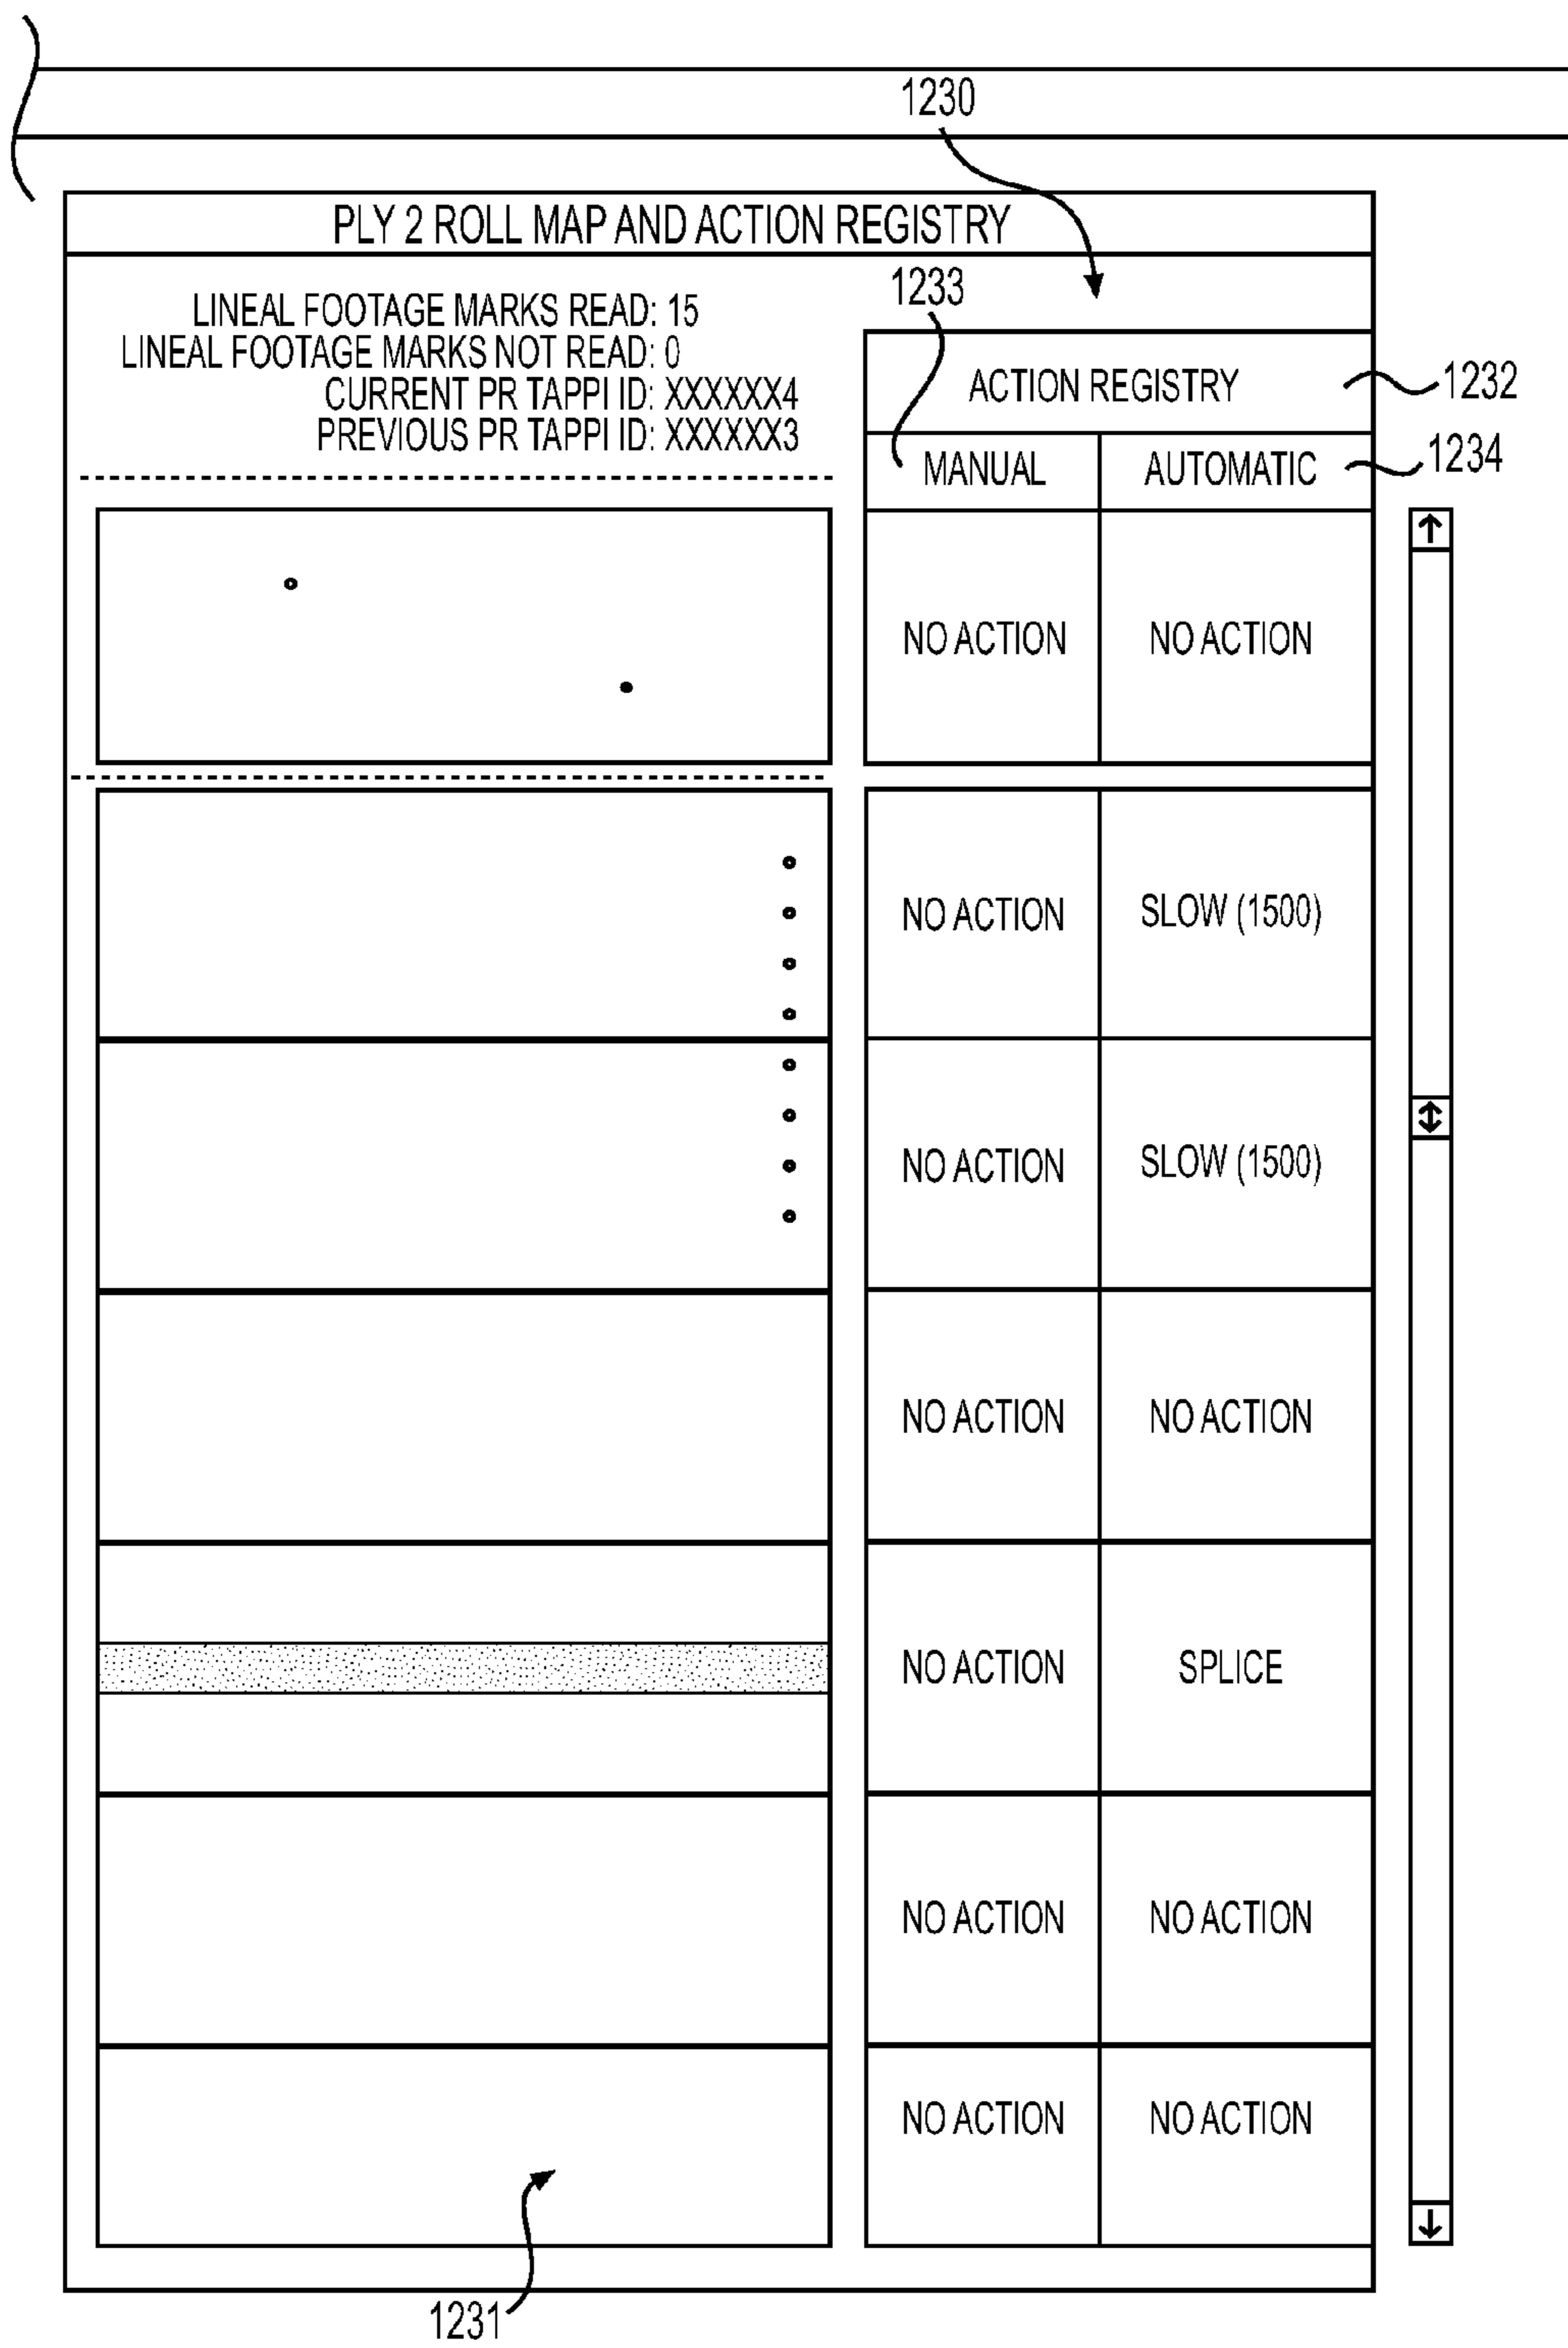 1230
PLY 2 ROLL MAP AND ACTION REGISTRY
1233
LINEAL FOOTAGE MARKS READ: 15
LINEAL FOOTAGE MARKS NOT READ: 0
CURRENT PR TAPPI ID: XXXXXX4
PREVIOUS PR TAPPI ID: XXXXXX3
ACTION REGISTRY
1232
MANUAL AUTOMATIC
1234
NO ACTION NO ACTION
NO ACTION SLOW (1500)
NO ACTION SLOW (1500)
NO ACTION NO ACTION
NO ACTION SPLICE
NO ACTION NO ACTION
NO ACTION NO ACTION
1231